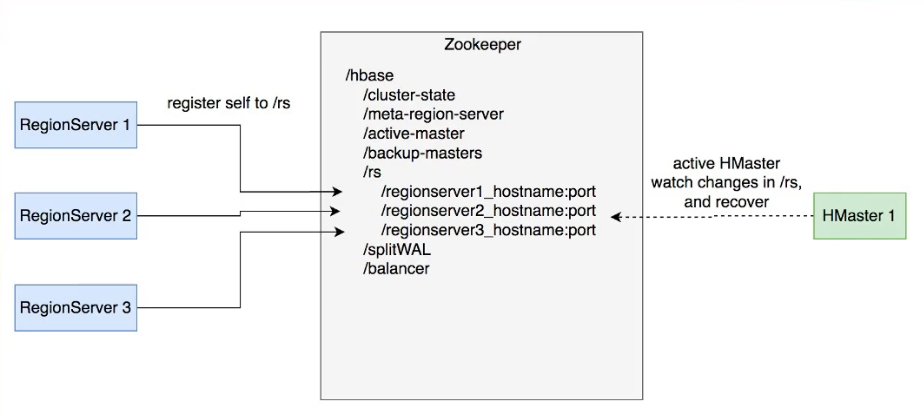 Zookeeper
/hbase
/cluster-state
/meta-region-server
/active-master
/backup-masters
/rs
/regionserver1_hostname:port
/regionserver2_hostname:port
/regionserver3_hostname:port
/splitWAL
/balancer
register self to /rs
RegionServer 1
RegionServer 2
RegionServer 3
active HMaster
watch changes in /rs,
and recover
HMaster 1